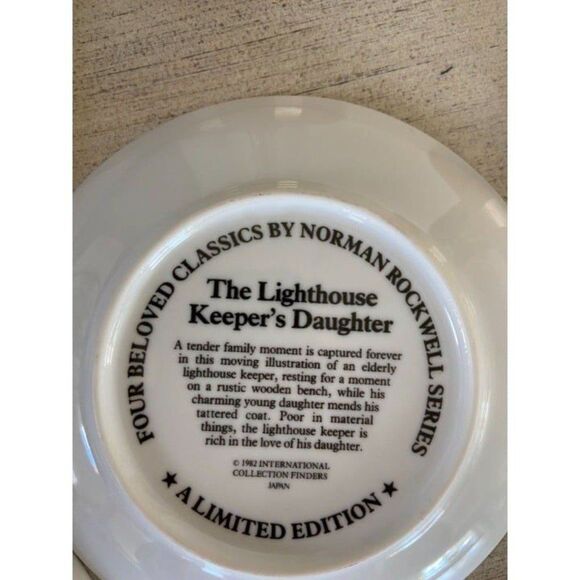 FOUR BELOVED CLASSICS BY NORMAN ROCKWELL SERIES
The Lighthouse
Keeper's Daughter
A tender family moment is captured forever
in this moving illustration of an elderly
lighthouse keeper, resting for a moment
on a rustic wooden bench, while his
charming young daughter mends his
tattered coat. Poor in material
things, the lighthouse keeper is
rich in the love of his daughter.
© 1982 INTERNATIONAL
COLLECTION FINDERS
JAPAN
★ A LIMITED EDITION ★